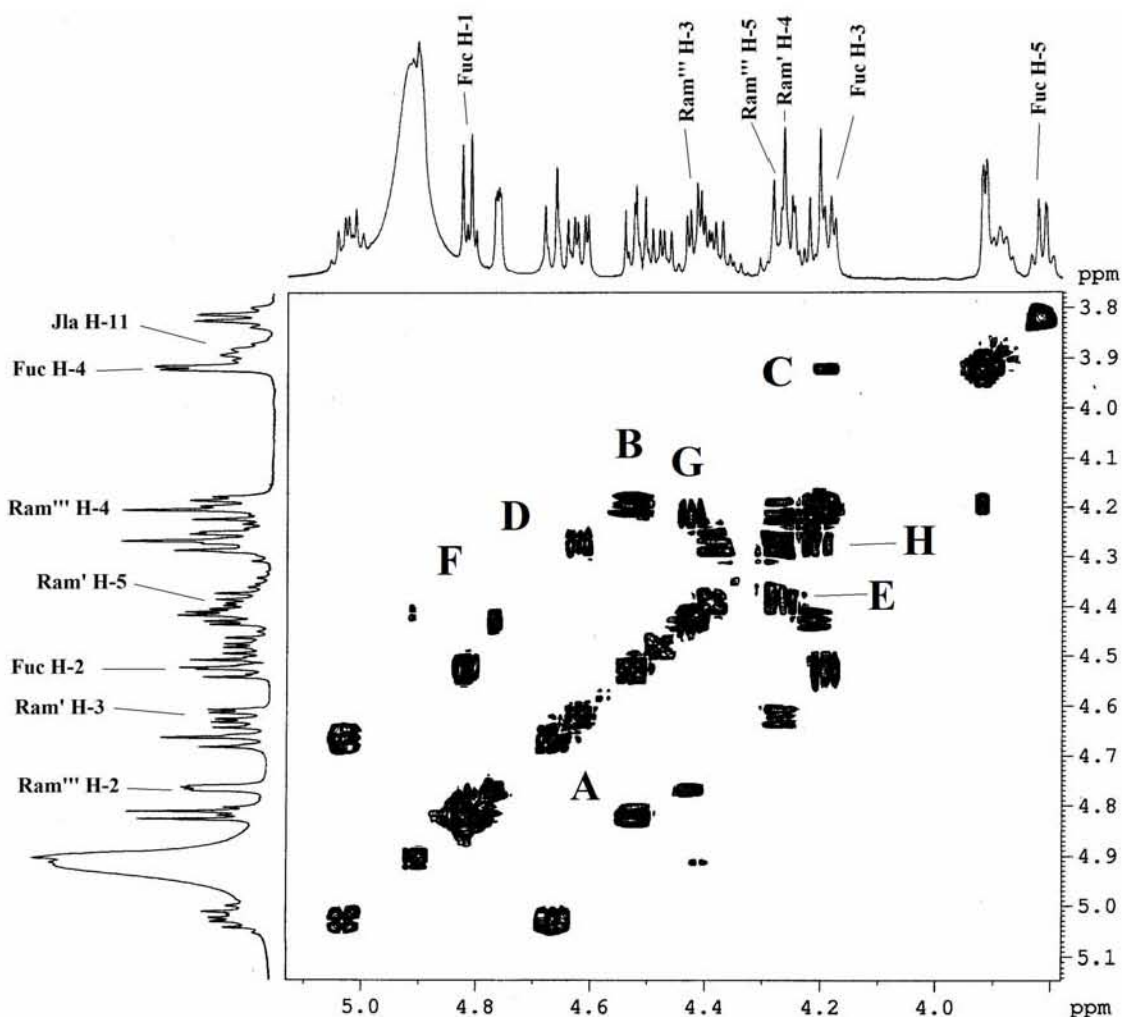 Fuc H-1
Ram''' H-3
Ram''' H-5
Ram' H-4
Fuc H-3
Fuc H-5
ppm
Jla H-11
Fuc H-4
Ram''' H-4
Ram' H-5
Fuc H-2
Ram' H-3
Ram''' H-2
C
B
G
D
H
F
E
A
3.8
3.9
4.0
4.1
4.2
4.3
4.4
4.5
4.6
4.7
4.8
4.9
5.0
5.1
5.0
4.8
4.6
4.4
4.2
4.0
ppm